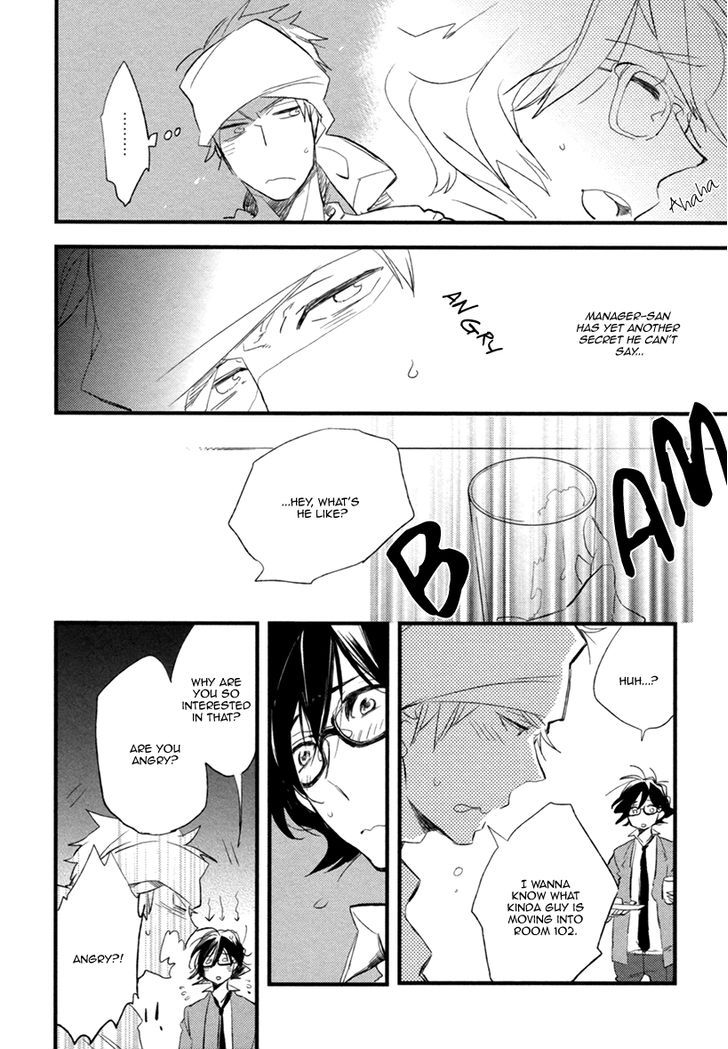 Ahaha
.........
MANAGER-SAN
HAS YET ANOTHER
SECRET HE CAN'T
SAY...
ANGRY
BAM
...HEY, WHAT'S
HE LIKE?
HUH...?
I WANNA
KNOW WHAT
KINDA GUY IS
MOVING INTO
ROOM 102.
WHY ARE
YOU SO
INTERESTED
IN THAT?
ARE YOU
ANGRY?
ANGRY?!